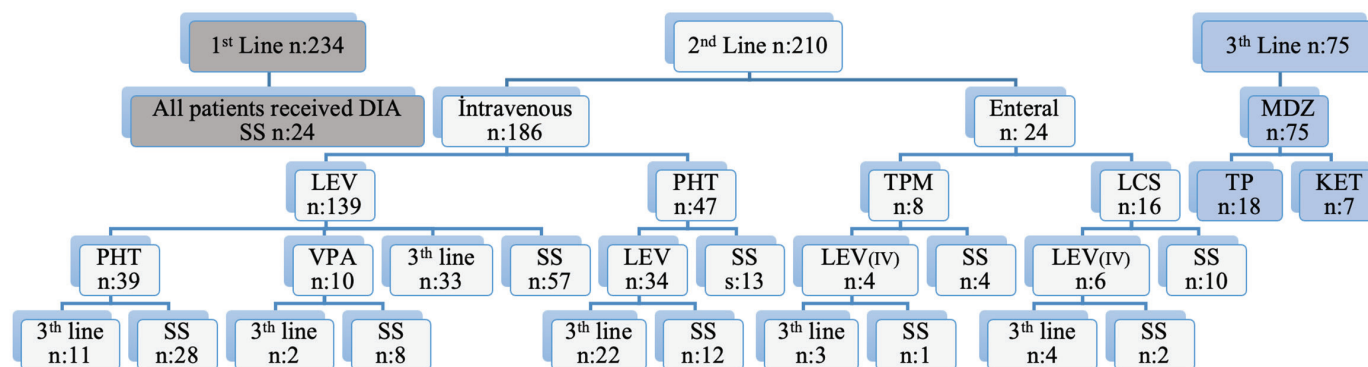 1st Line n:234
2nd Line n:210
3th Line n:75
All patients received DIA
SS n:24
İntravenous
n:186
Enteral
n: 24
MDZ
n:75
LEV
n:139
PHT
n:47
TPM
n:8
LCS
n:16
TP
n:18
KET
n:7
PHT
n:39
VPA
n:10
3th line
n:33
SS
n:57
LEV
n:34
SS
s:13
LEV(IV)
n:4
SS
n:4
LEV(IV)
n:6
SS
n:10
3th line
n:11
SS
n:28
3th line
n:2
SS
n:8
3th line
n:22
SS
n:12
3th line
n:3
SS
n:1
3th line
n:4
SS
n:2